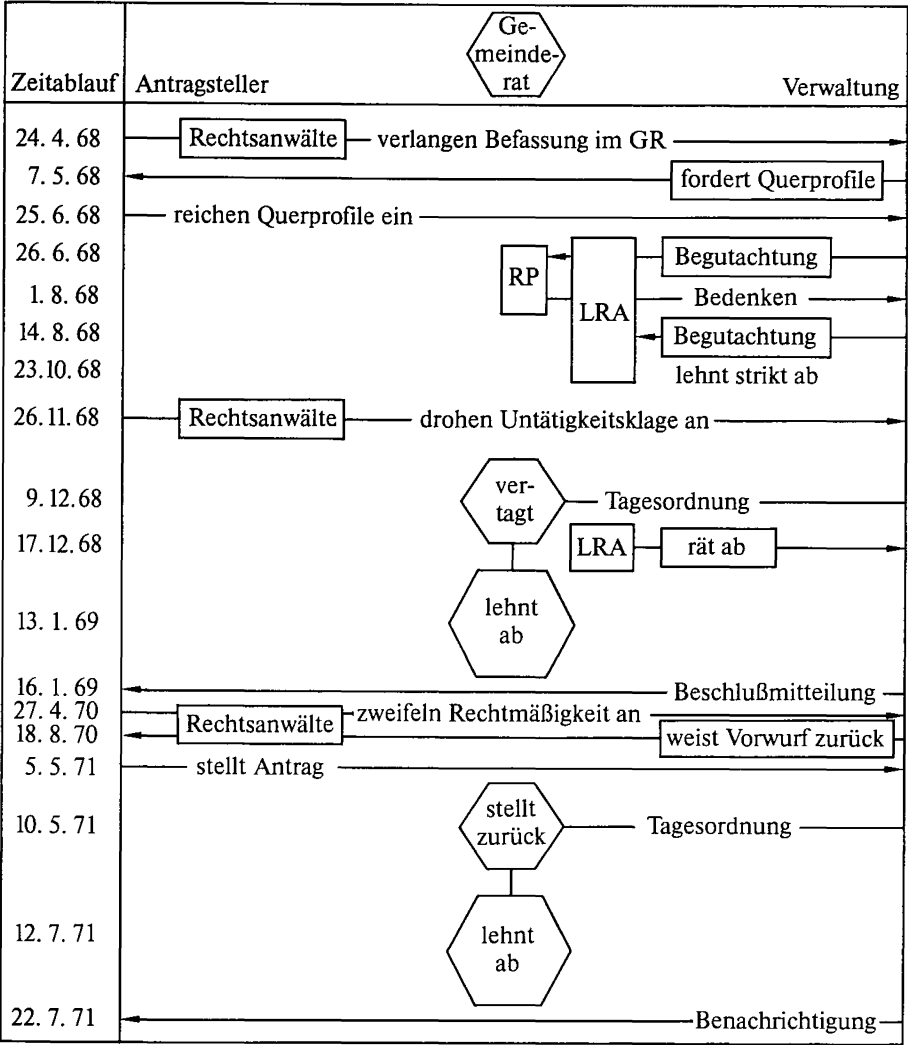 Ge-
meinde-
rat
Zeitablauf Antragsteller Verwaltung
24. 4. 68 Rechtsanwälte verlangen Befassung im GR
7. 5. 68 fordert Querprofile
25. 6. 68 reichen Querprofile ein
26. 6. 68 RP LRA Begutachtung
1. 8. 68 Bedenken
14. 8. 68 Begutachtung
23.10. 68 lehnt strikt ab
26.11. 68 Rechtsanwälte drohen Untätigkeitsklage an
9. 12. 68 ver-
tagt Tagesordnung
17. 12. 68 LRA rät ab
13. 1. 69 lehnt
ab
16. 1. 69 Beschlußmitteilung
27. 4. 70 Rechtsanwälte zweifeln Rechtmäßigkeit an
18. 8. 70 weist Vorwurf zurück
5. 5. 71 stellt Antrag
10. 5. 71 stellt
zurück Tagesordnung
12. 7. 71 lehnt
ab
22. 7. 71 Benachrichtigung